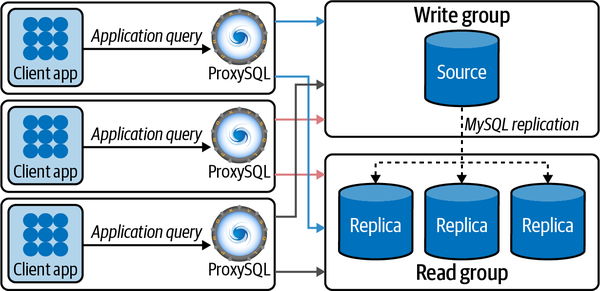 Client app
Application query
ProxySQL
Client app
Application query
ProxySQL
Client app
Application query
ProxySQL
Write group
Source
MySQL replication
Replica
Replica
Replica
Read group